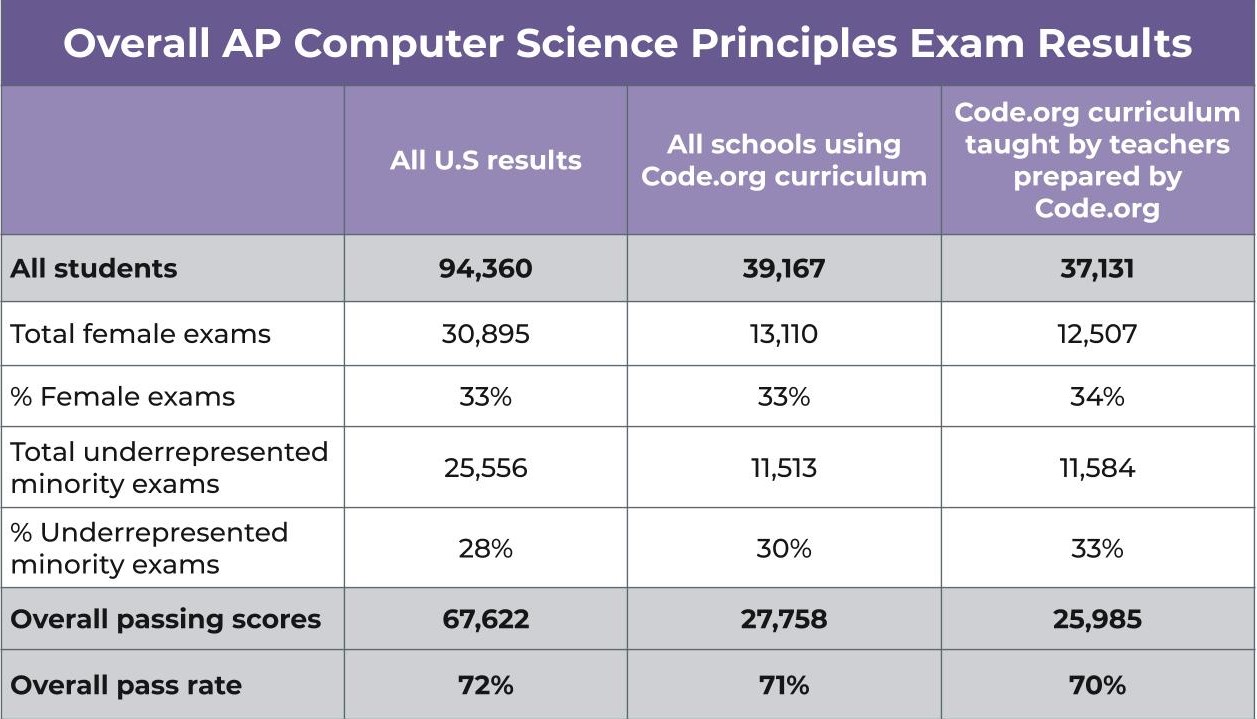 Overall AP Computer Science Principles Exam Results
All U.S results
All schools using
Code.org curriculum
Code.org curriculum
taught by teachers
prepared by
Code.org
All students 94,360 39,167 37,131
Total female exams 30,895 13,110 12,507
% Female exams 33% 33% 34%
Total underrepresented
minority exams 25,556 11,513 11,584
% Underrepresented
minority exams 28% 30% 33%
Overall passing scores 67,622 27,758 25,985
Overall pass rate 72% 71% 70%